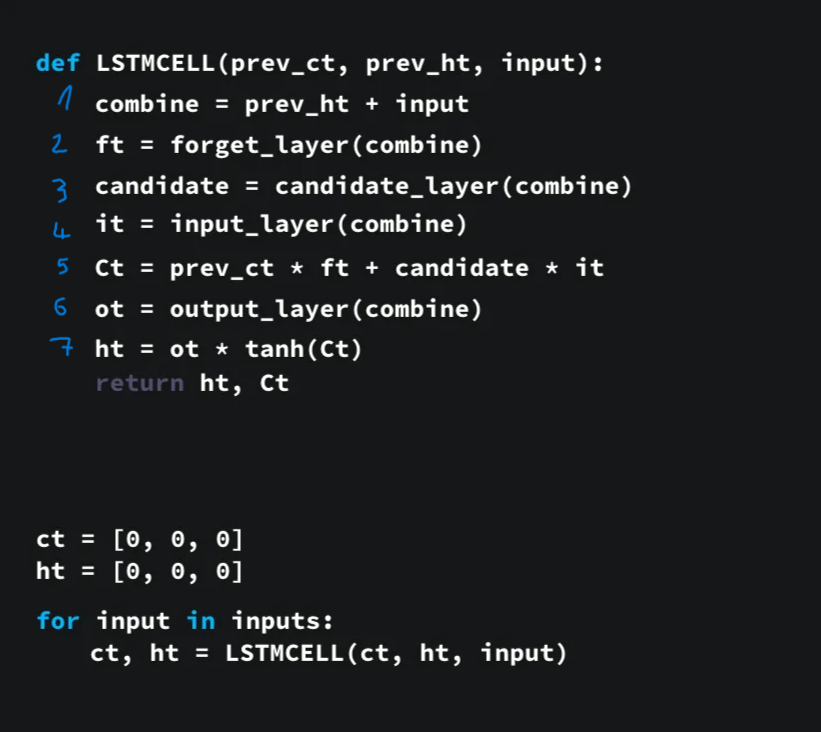 def LSTMCELL(prev_ct, prev_ht, input):
1 combine = prev_ht + input
2 ft = forget_layer(combine)
3 candidate = candidate_layer(combine)
4 it = input_layer(combine)
5 Ct = prev_ct * ft + candidate * it
6 ot = output_layer(combine)
7 ht = ot * tanh(Ct)
return ht, Ct
ct = [0, 0, 0]
ht = [0, 0, 0]
for input in inputs:
ct, ht = LSTMCELL(ct, ht, input)